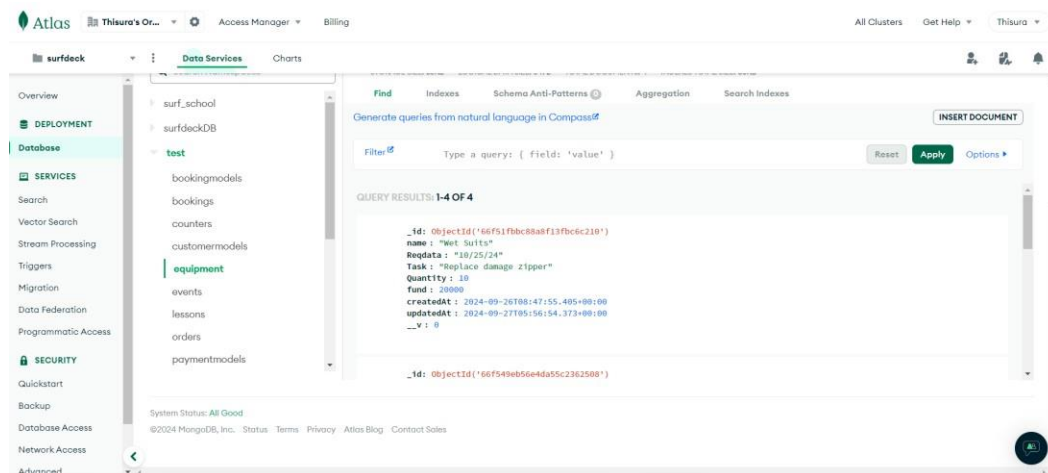 Atlas
Thisura's Or...
Access Manager
Billing
All Clusters
Get Help
Thisura
surfdeck
Data Services
Charts
Overview
DEPLOYMENT
Database
SERVICES
Search
Vector Search
Stream Processing
Triggers
Migration
Data Federation
Programmatic Access
SECURITY
Quickstart
Backup
Database Access
Network Access
Advanced
surf_school
surfdeckDB
test
bookingmodels
bookings
counters
customermodels
equipment
events
lessons
orders
paymentmodels
Find
Indexes
Schema Anti-Patterns 0
Aggregation
Search Indexes
Generate queries from natural language in Compass
INSERT DOCUMENT
Filter
Type a query: { field: 'value' }
Reset
Apply
Options
QUERY RESULTS: 1-4 OF 4
_id: ObjectId('66f51fbbc88a8f13fbc6c210')
name : "Wet Suits"
Reqdata : "10/25/24"
Task : "Replace damage zipper"
Quantity : 10
fund : 20000
createdAt : 2024-09-26T08:47:55.405+00:00
updatedAt : 2024-09-27T05:56:54.373+00:00
__v : 0
_id: ObjectId('66f549eb56e4da55c2362508')
System Status: All Good
©2024 MongoDB, Inc. Status Terms Privacy Atlas Blog Contact Sales